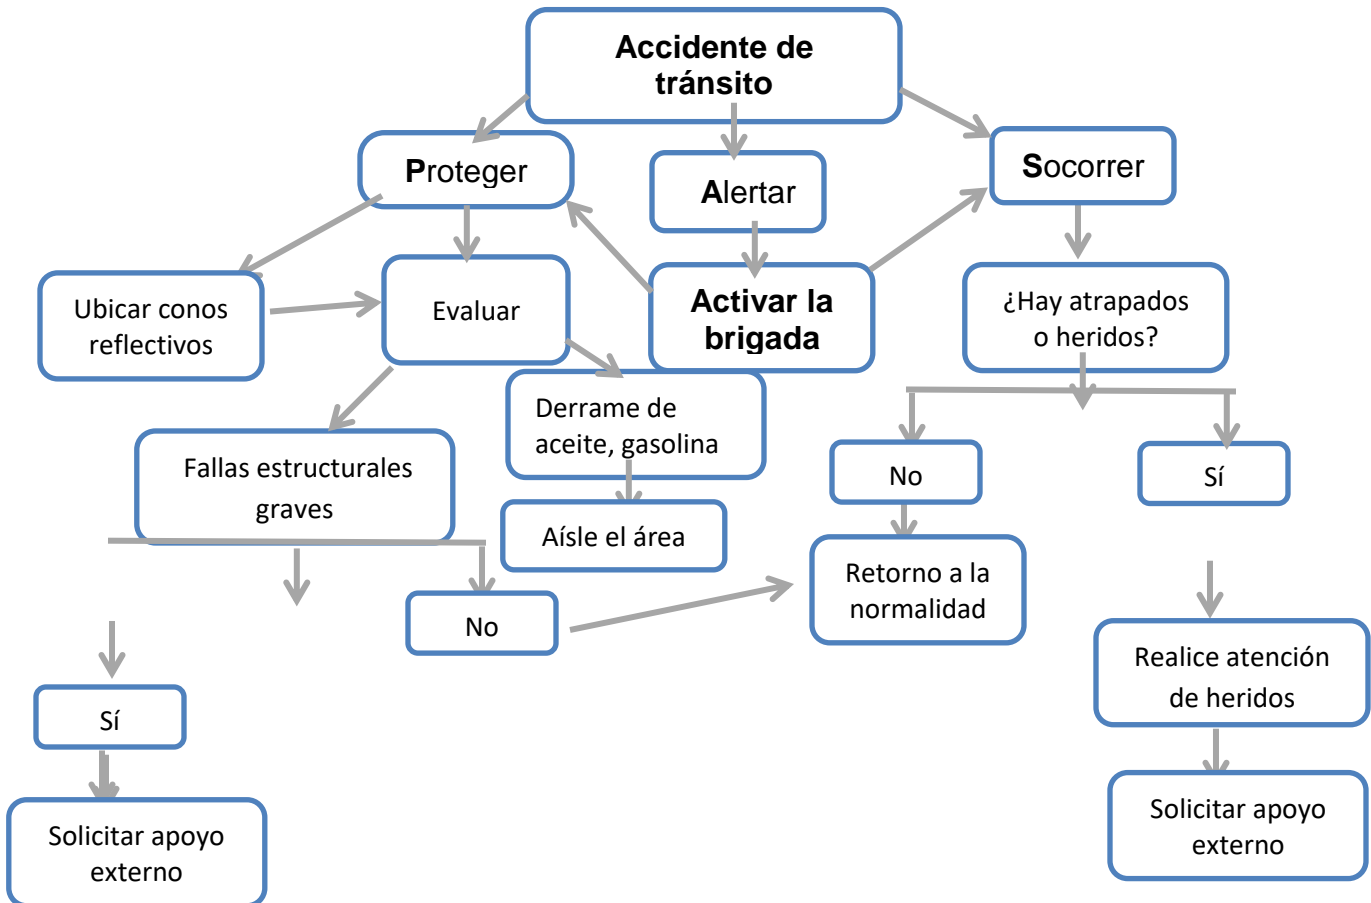 Accidente de
tránsito
Proteger
Alertar
Socorrer
Ubicar conos
reflectivos
Evaluar
Activar la
brigada
¿Hay atrapados
o heridos?
Derrame de
aceite, gasolina
Fallas estructurales
graves
No
Sí
Aísle el área
Retorno a la
normalidad
No
Realice atención
de heridos
Sí
Solicitar apoyo
externo
Solicitar apoyo
externo